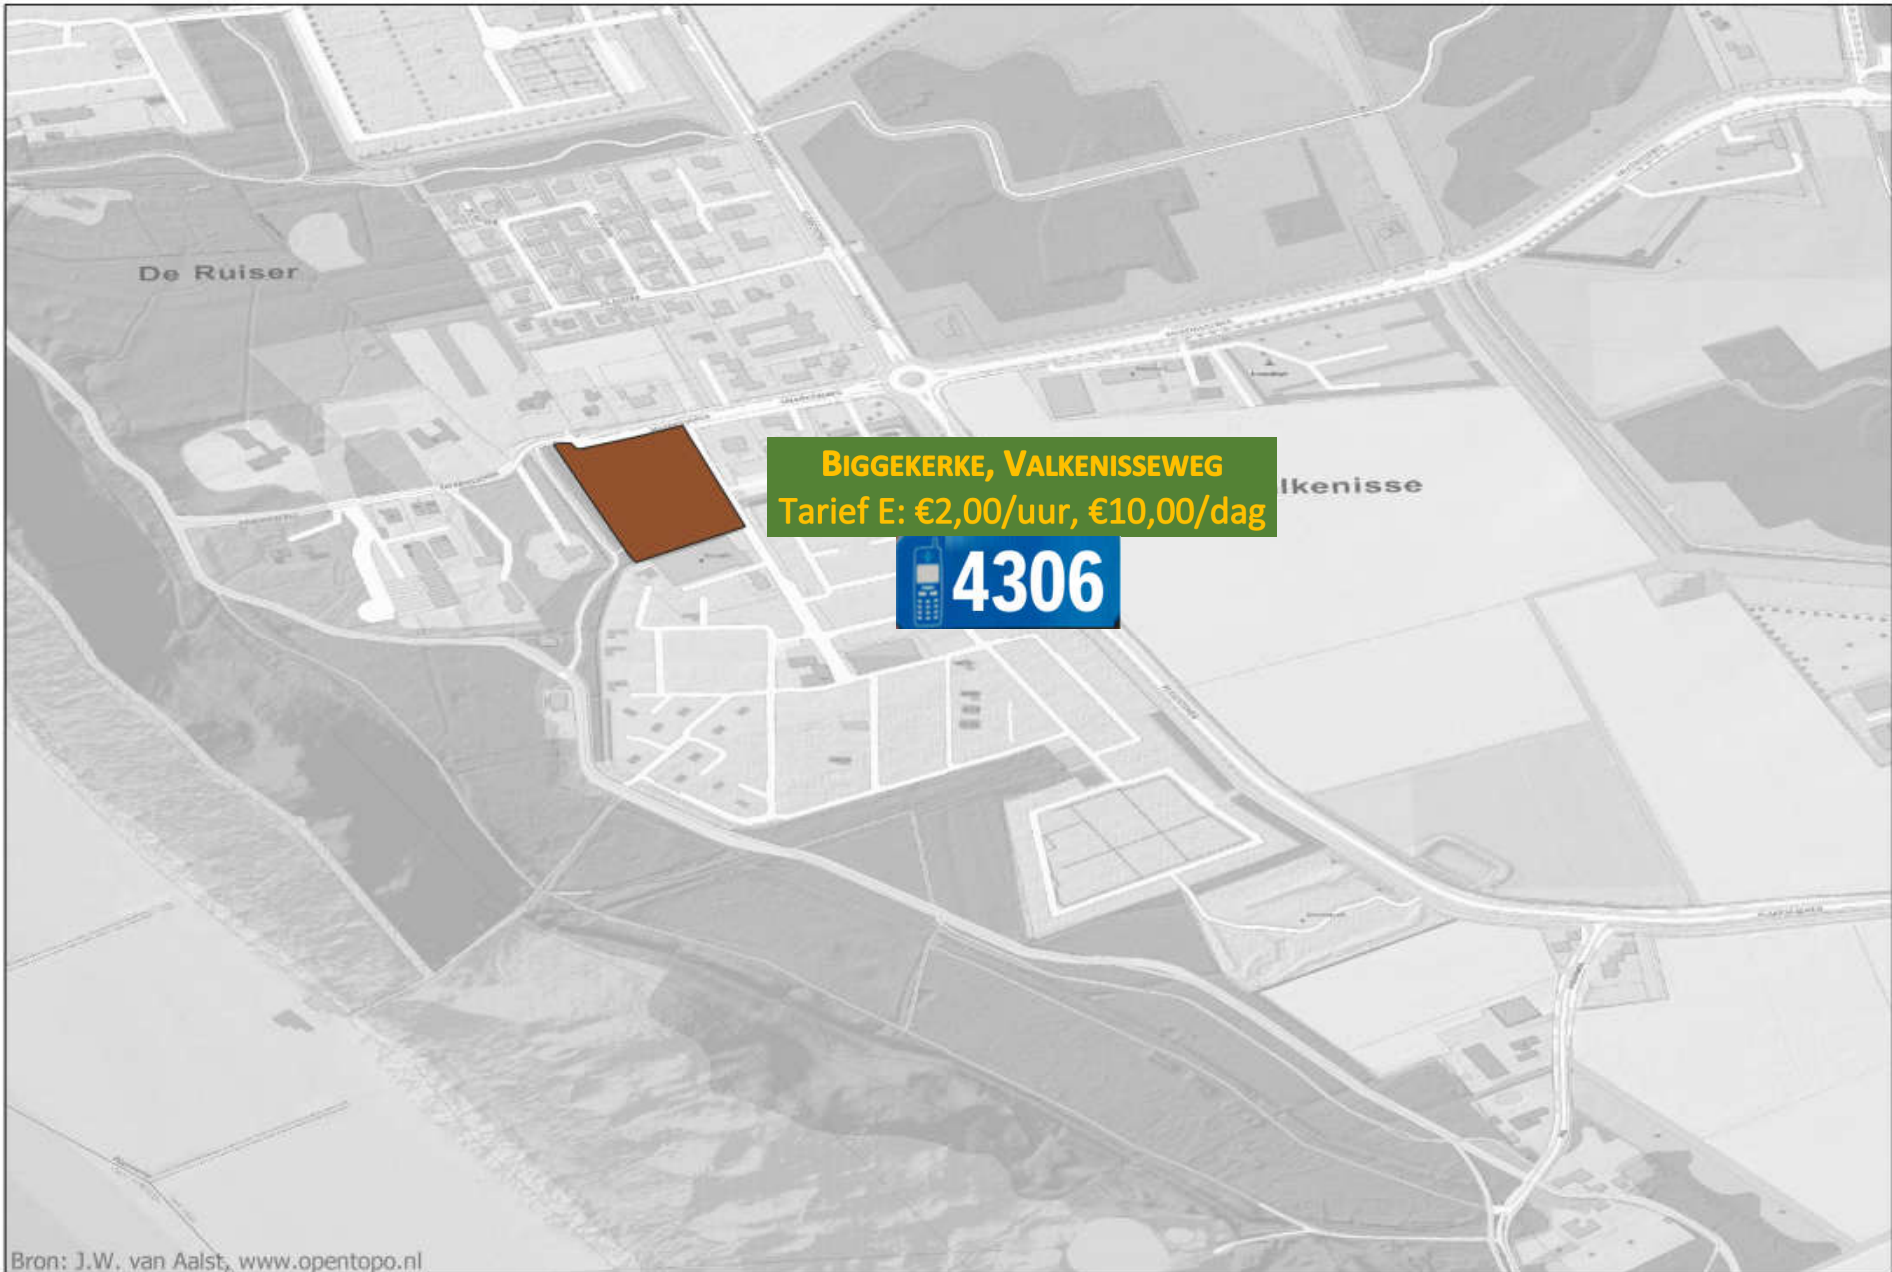 De Ruiser
BIGGEKERKE, VALKENISSEWEG
Tarief E: €2,00/uur, €10,00/dag
lkenisse
4306
Bron: J.W. van Aalst, www.opentopo.nl